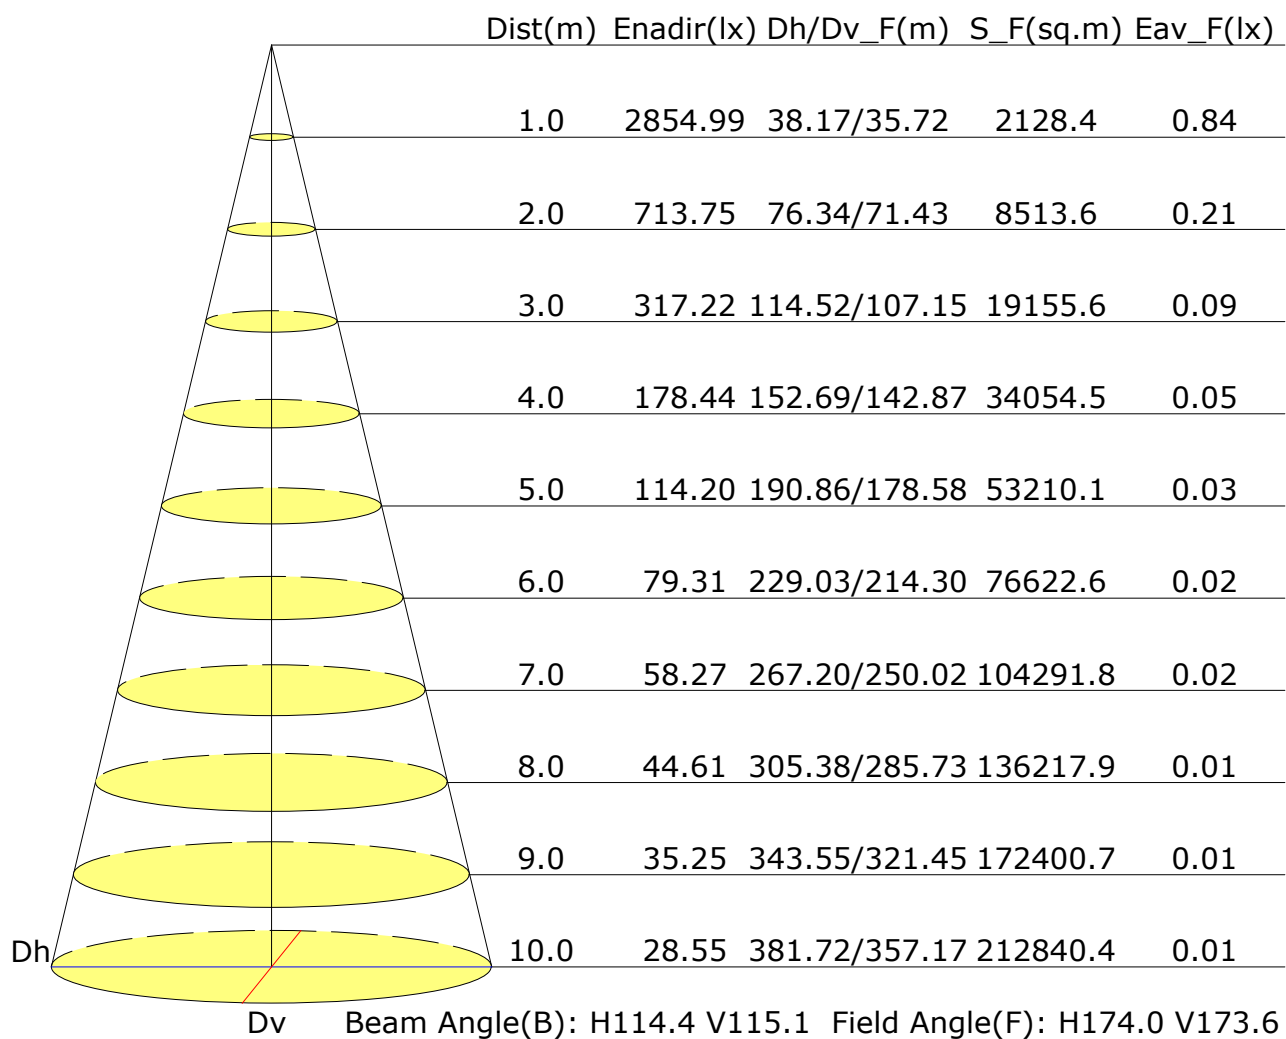 Dist(m) Enadir(lx) Dh/Dv_F(m) S_F(sq.m) Eav_F(lx)
1.0 2854.99 38.17/35.72 2128.4 0.84
2.0 713.75 76.34/71.43 8513.6 0.21
3.0 317.22 114.52/107.15 19155.6 0.09
4.0 178.44 152.69/142.87 34054.5 0.05
5.0 114.20 190.86/178.58 53210.1 0.03
6.0 79.31 229.03/214.30 76622.6 0.02
7.0 58.27 267.20/250.02 104291.8 0.02
8.0 44.61 305.38/285.73 136217.9 0.01
9.0 35.25 343.55/321.45 172400.7 0.01
Dh 10.0 28.55 381.72/357.17 212840.4 0.01
Dv Beam Angle(B): H114.4 V115.1 Field Angle(F): H174.0 V173.6